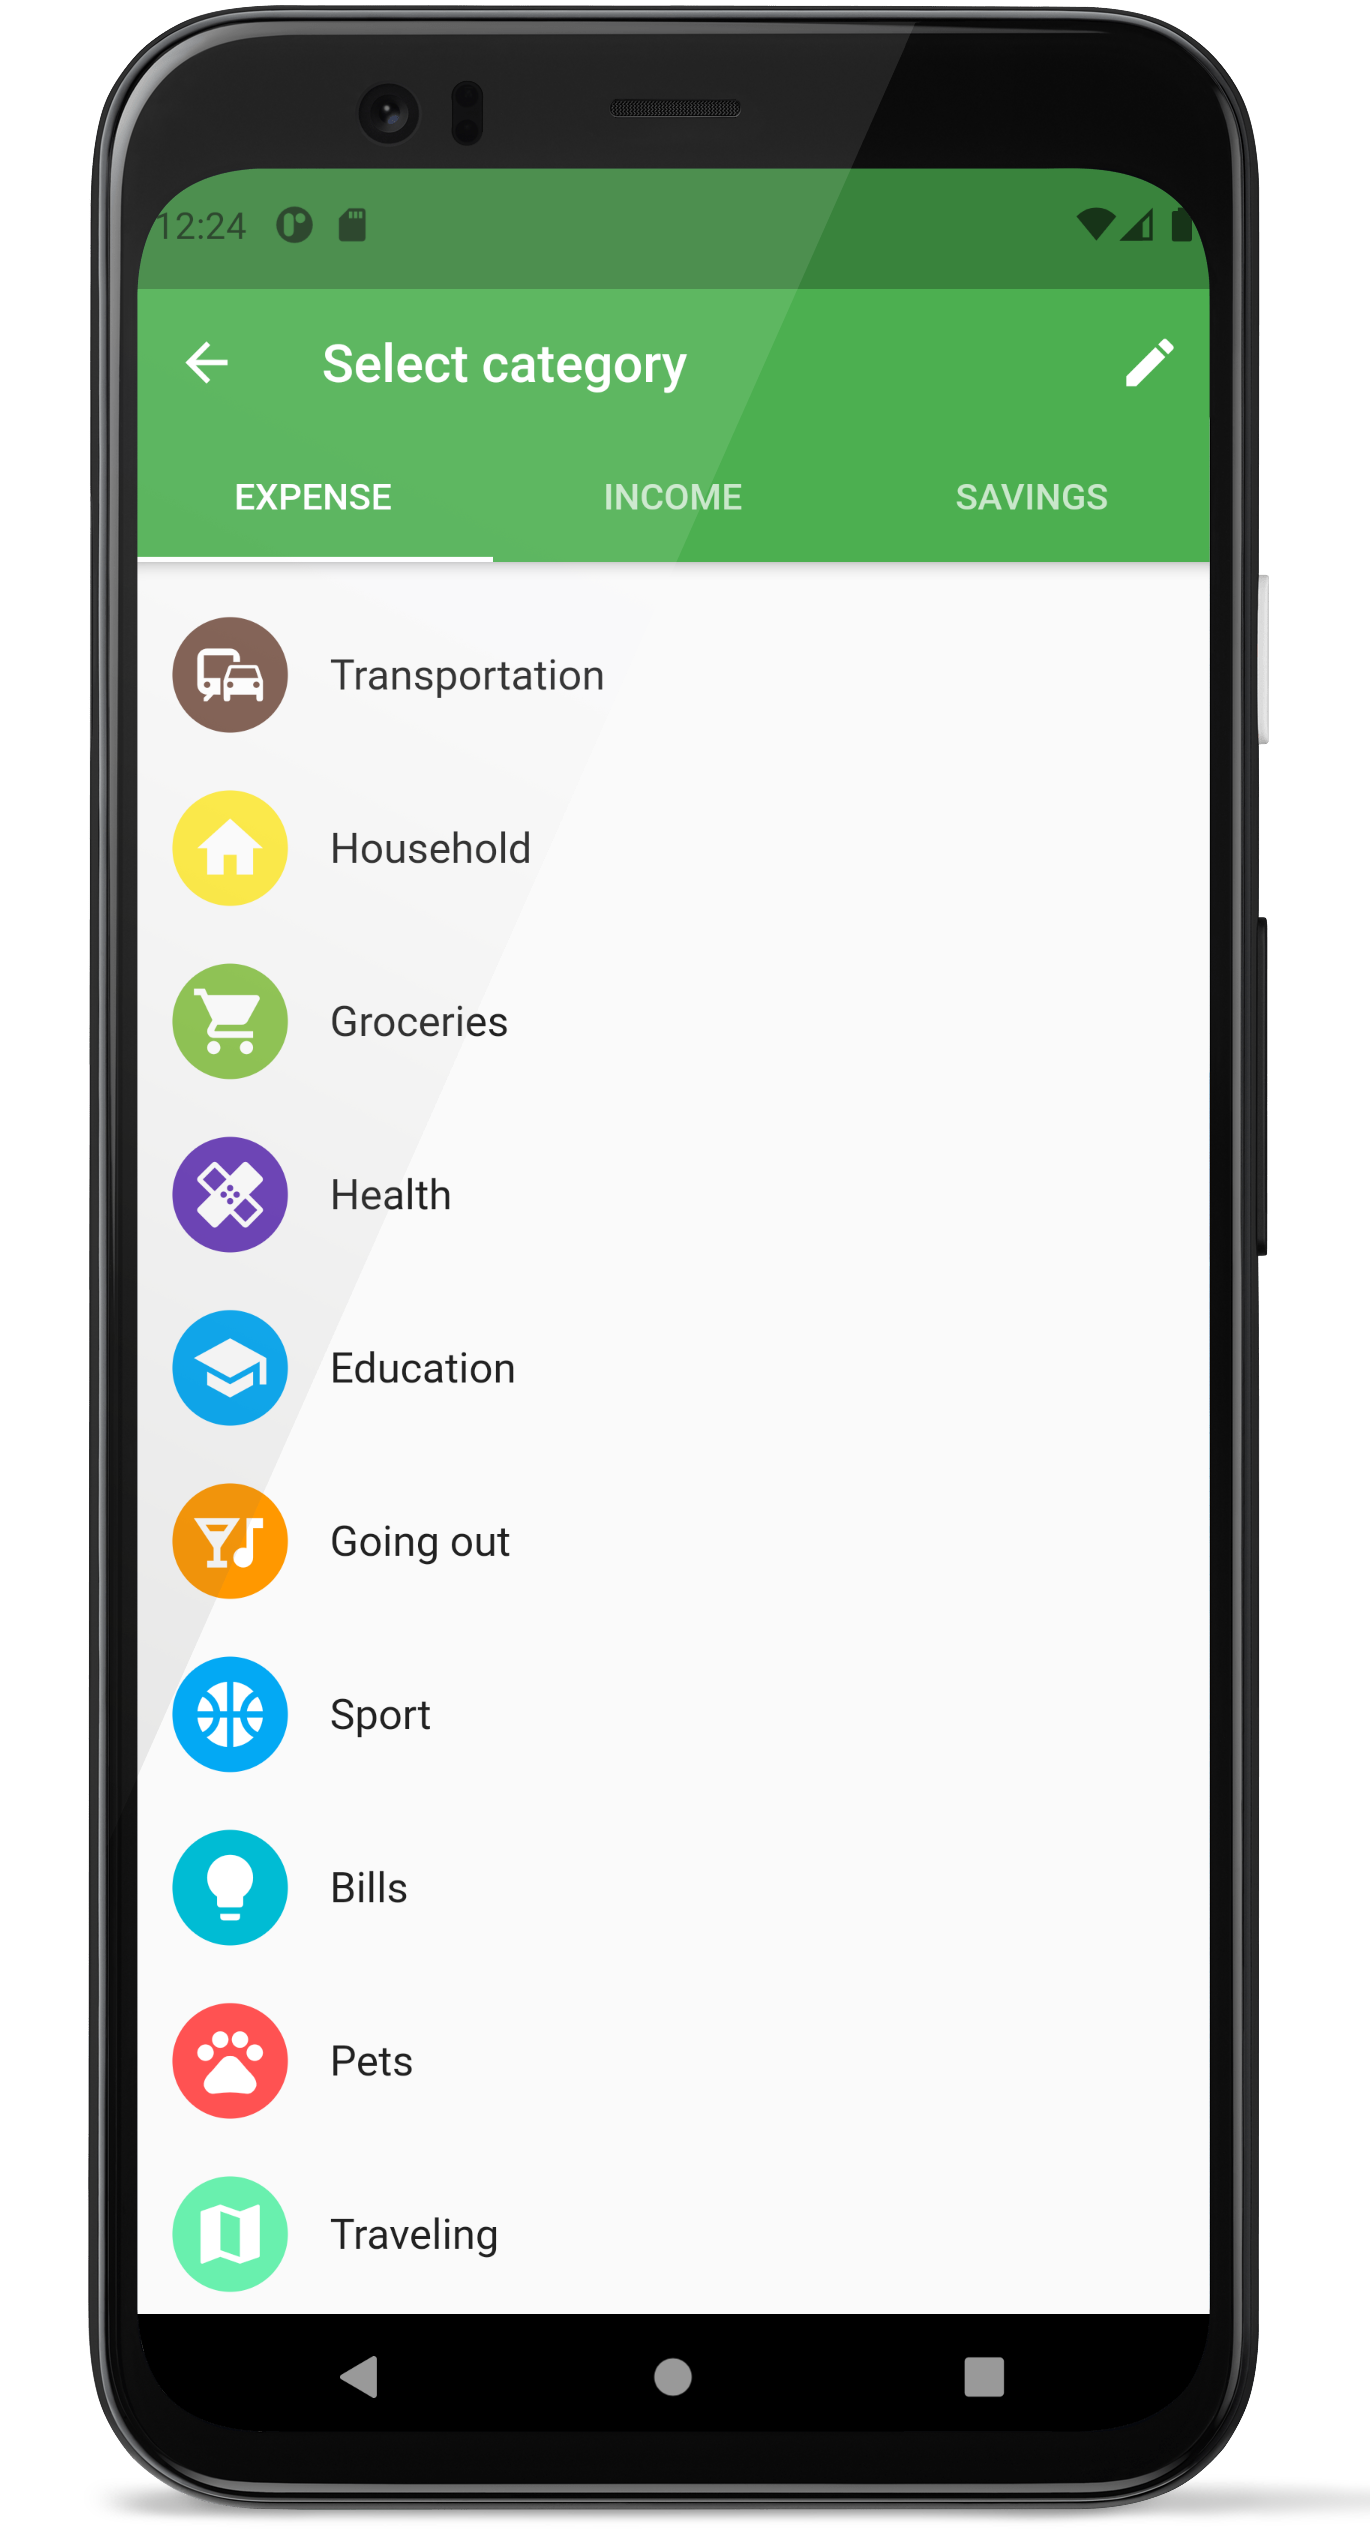 12:24
Select category
EXPENSE INCOME SAVINGS
Transportation
Household
Groceries
Health
Education
Going out
Sport
Bills
Pets
Traveling